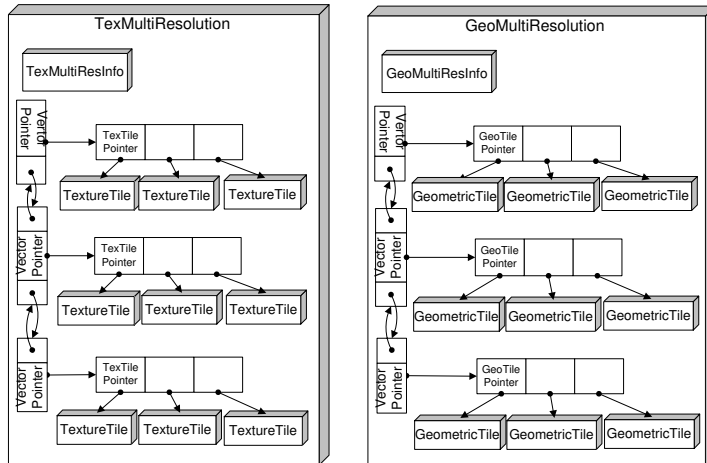 TexMultiResolution
TexMultiResInfo
Vertor
Pointer
TexTile
Pointer
TextureTile
TextureTile
TextureTile
Vector
Pointer
TexTile
Pointer
TextureTile
TextureTile
TextureTile
Vector
Pointer
TexTile
Pointer
TextureTile
TextureTile
TextureTile
GeoMultiResolution
GeoMultiResInfo
Vertor
Pointer
GeoTile
Pointer
GeometricTile
GeometricTile
GeometricTile
Vector
Pointer
GeoTile
Pointer
GeometricTile
GeometricTile
GeometricTile
Vector
Pointer
GeoTile
Pointer
GeometricTile
GeometricTile
GeometricTile